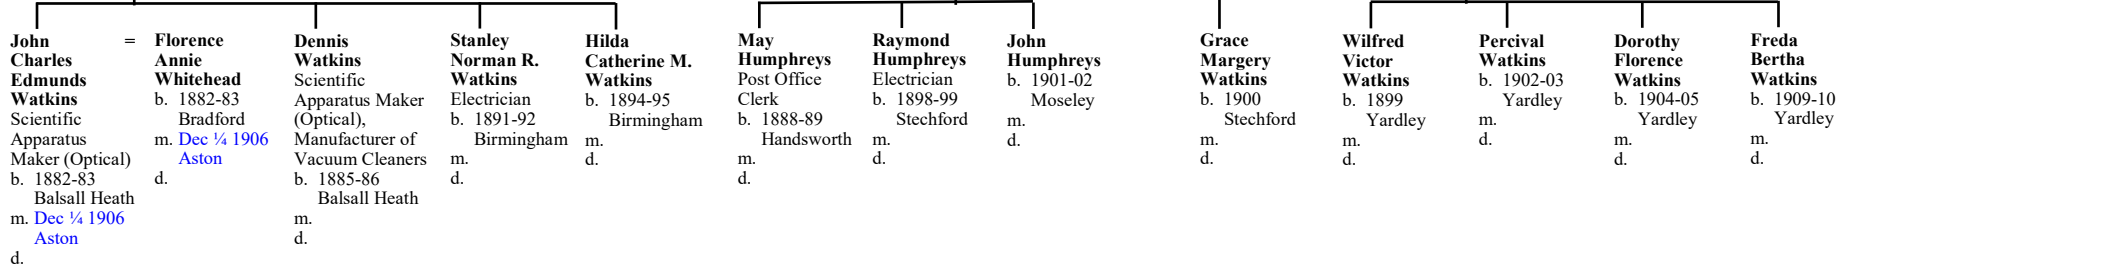 John =
Charles
Edmunds
Watkins
Scientific
Apparatus
Maker (Optical)
b. 1882-83
Balsall Heath
m. Dec ¼ 1906
Aston
d.
Florence
Annie
Whitehead
b. 1882-83
Bradford
m. Dec ¼ 1906
Aston
d.
Dennis
Watkins
Scientific
Apparatus Maker
(Optical),
Manufacturer of
Vacuum Cleaners
b. 1885-86
Balsall Heath
m.
d.
Stanley
Norman R.
Watkins
Electrician
b. 1891-92
Birmingham
m.
d.
Hilda
Catherine M.
Watkins
b. 1894-95
Birmingham
m.
d.
May
Humphreys
Post Office
Clerk
b. 1888-89
Handsworth
m.
d.
Raymond
Humphreys
Electrician
b. 1898-99
Stechford
m.
d.
John
Humphreys
b. 1901-02
Moseley
m.
d.
Grace
Margery
Watkins
b. 1900
Stechford
m.
d.
Wilfred
Victor
Watkins
b. 1899
Yardley
m.
d.
Percival
Watkins
b. 1902-03
Yardley
m.
d.
Dorothy
Florence
Watkins
b. 1904-05
Yardley
m.
d.
Freda
Bertha
Watkins
b. 1909-10
Yardley
m.
d.